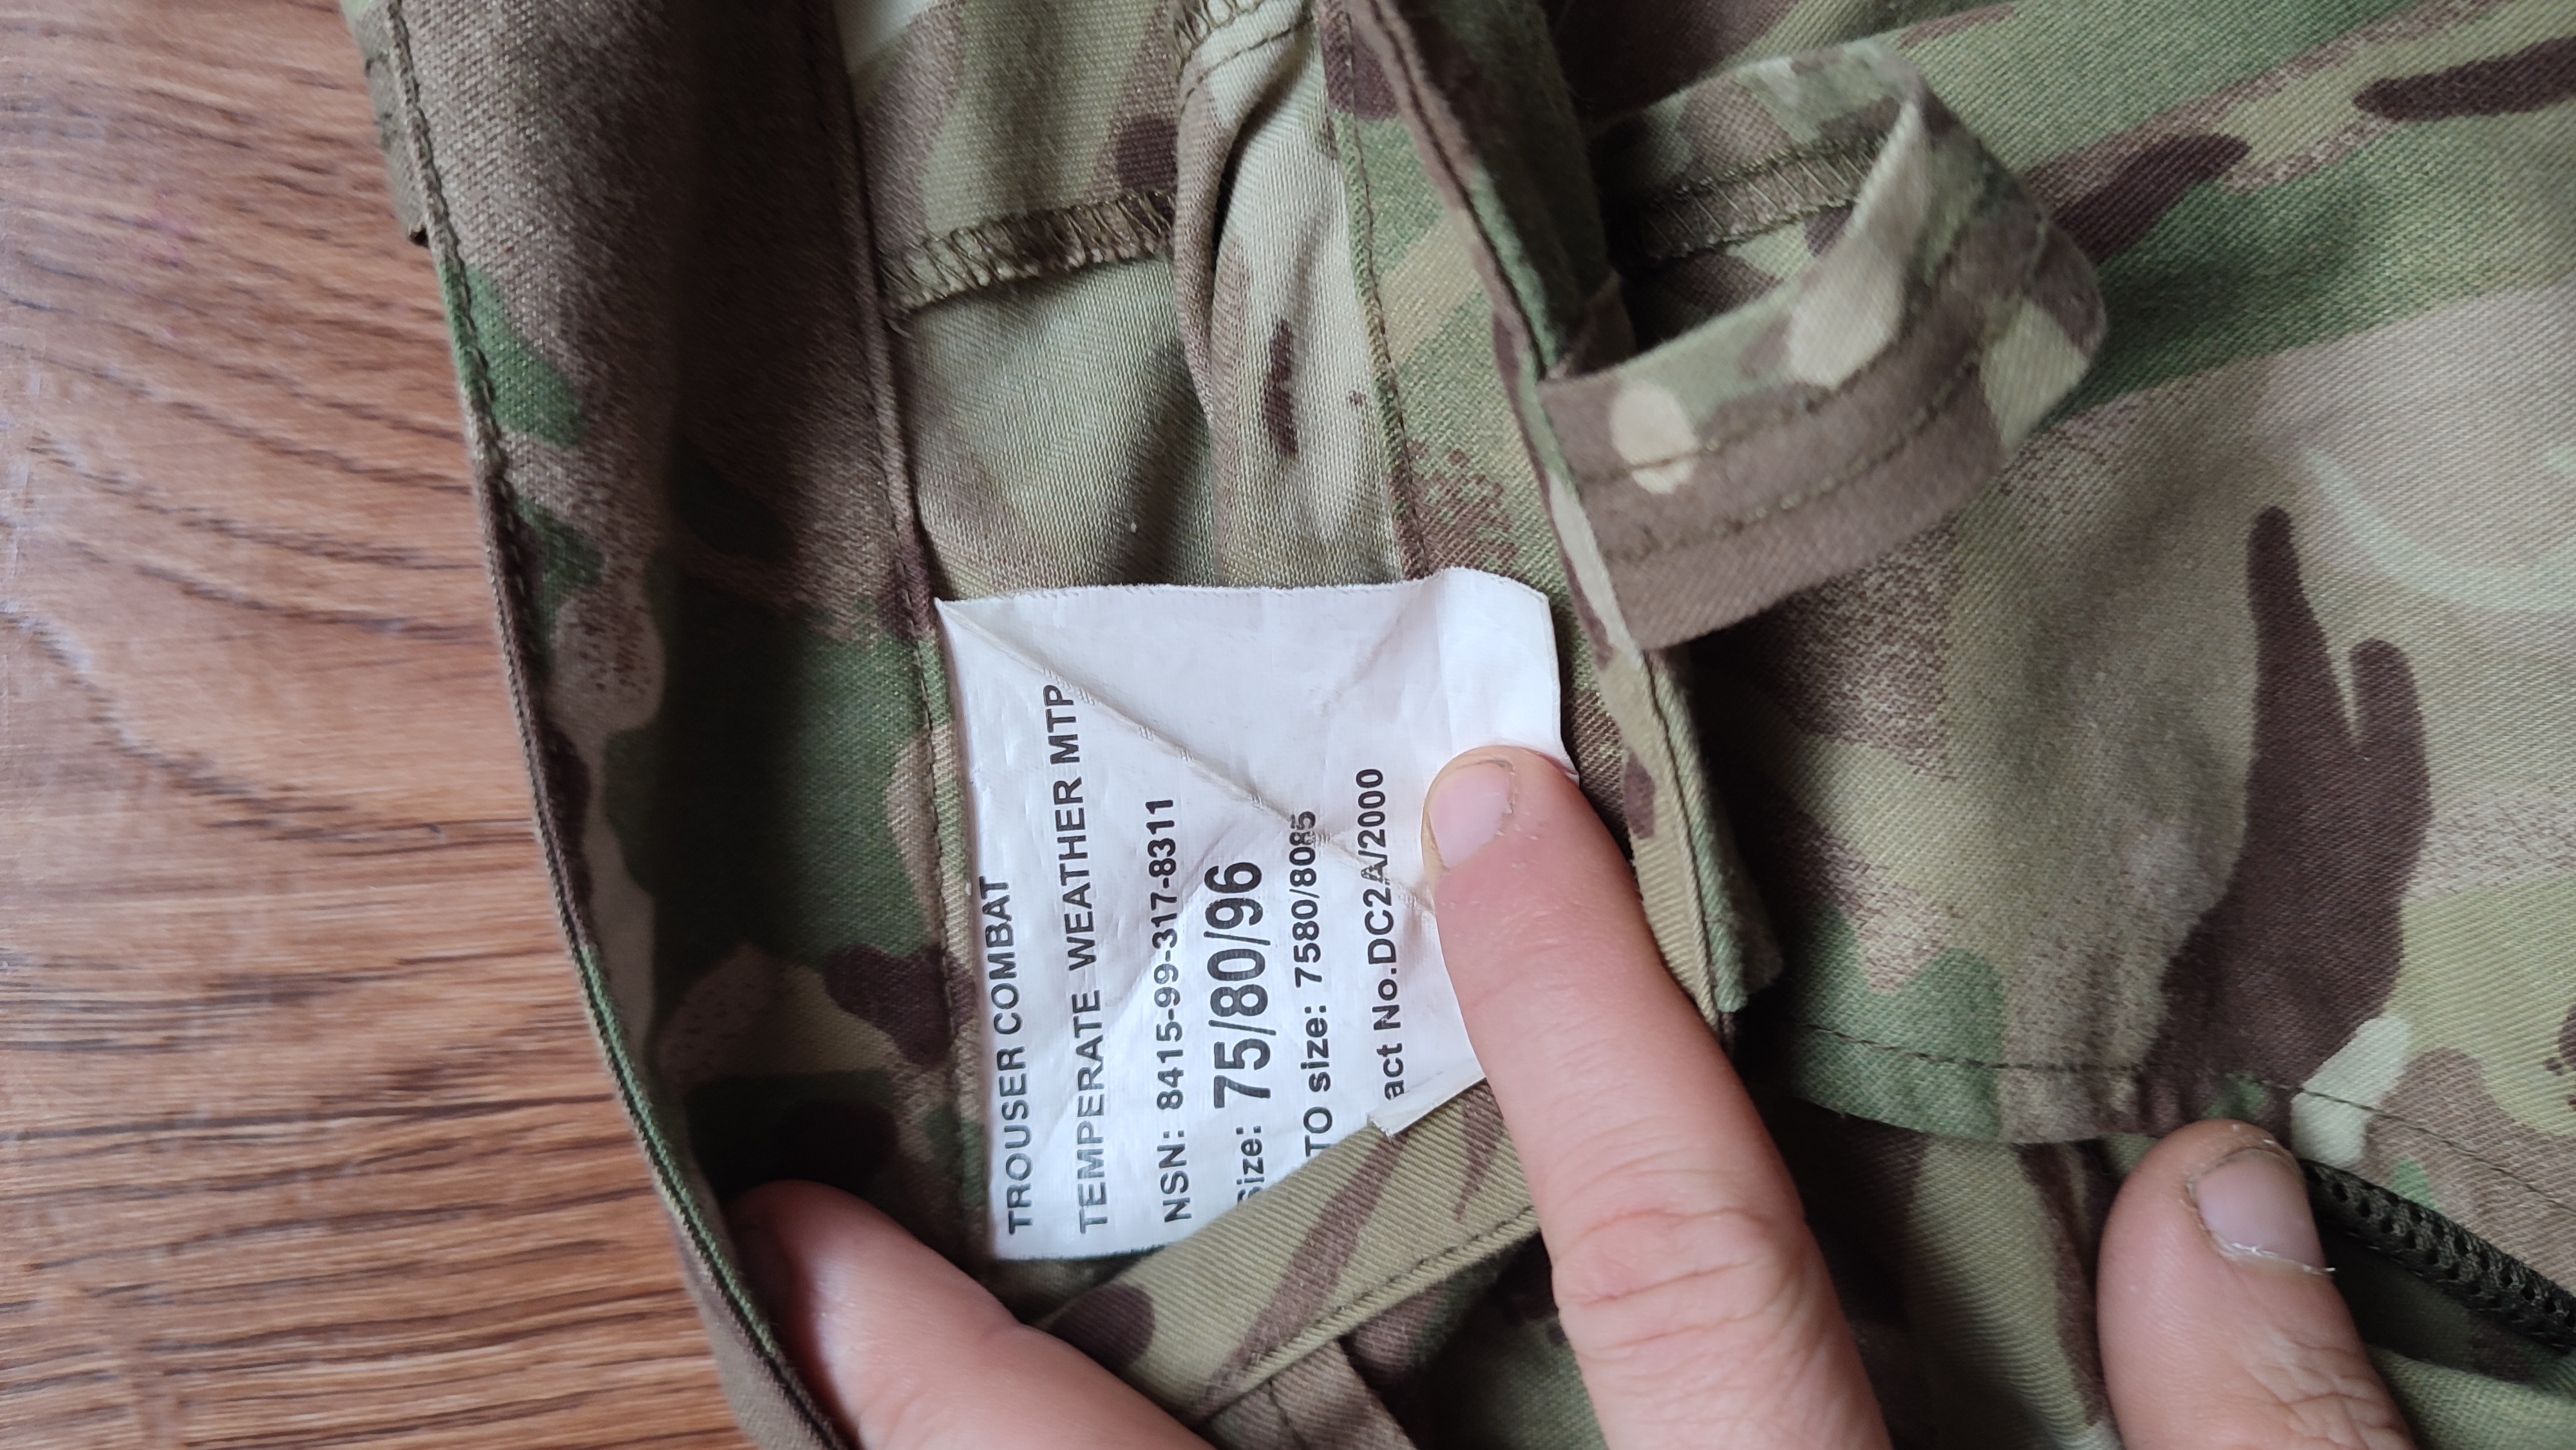 TROUSER COMBAT
TEMPERATE WEATHER MTP
NSN: 8415-99-317-8311
Size: 75/80/96
TO size: 7580/8085
act No.DC2A/2000